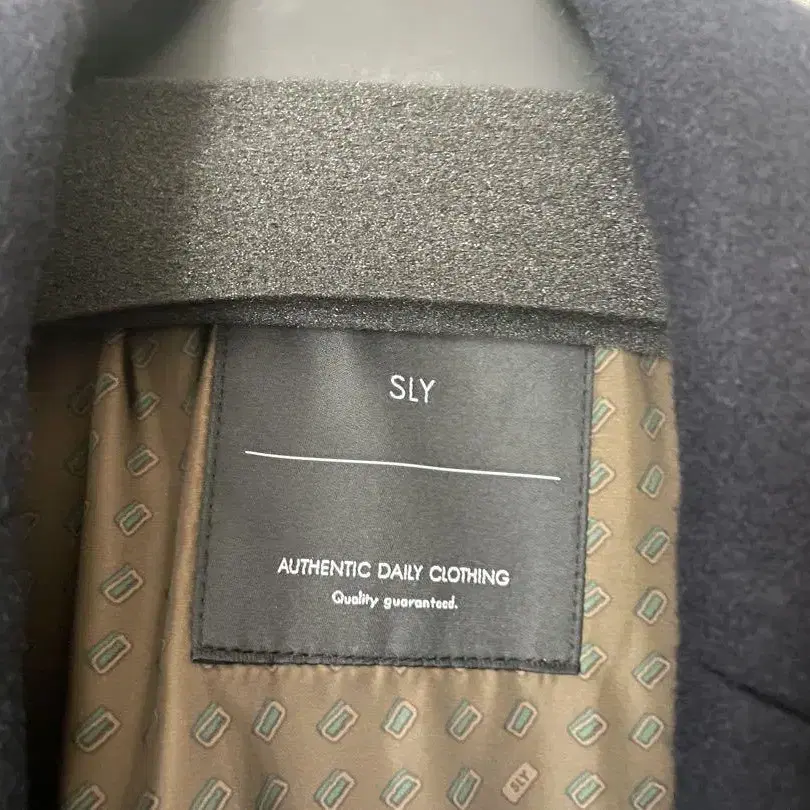 SLY
AUTHENTIC DAILY CLOTHING
Quality guaranteed.
SLY